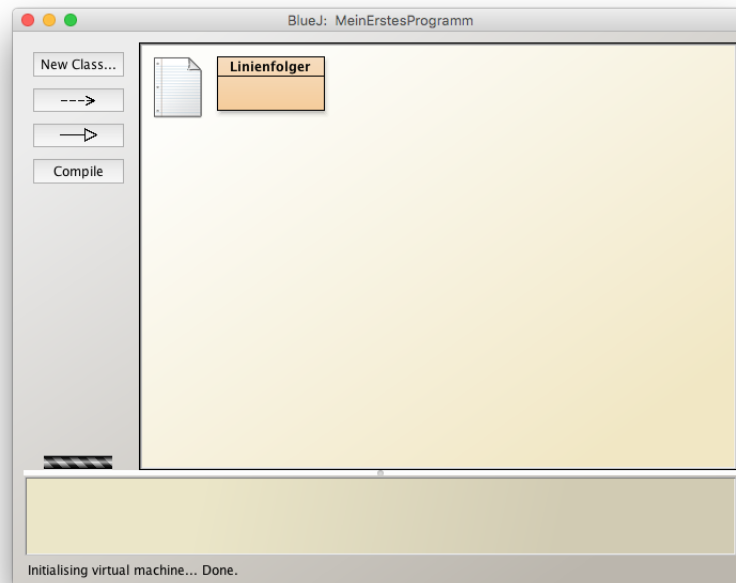 BlueJ: MeinErstesProgramm
New Class...
Compile
Linienfolger
Initialising virtual machine... Done.